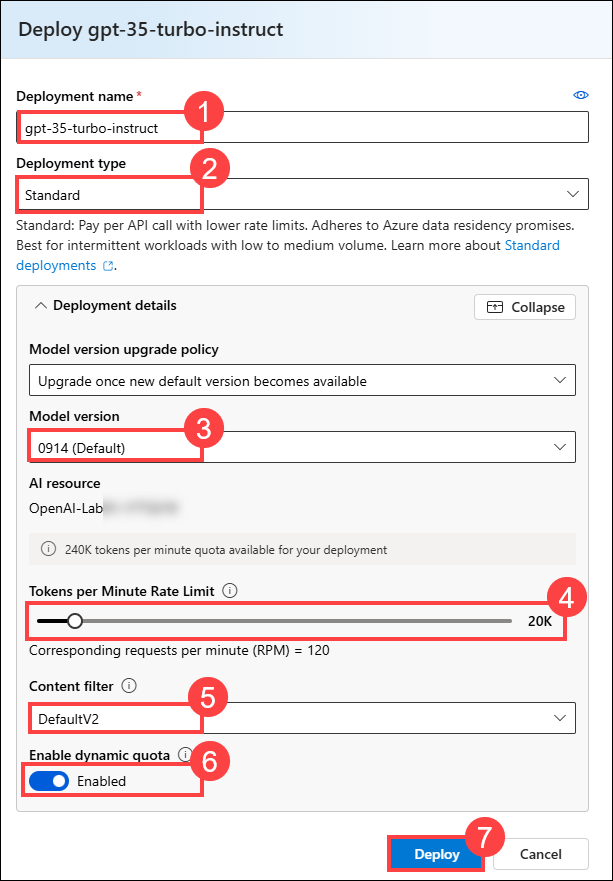 Deploy gpt-35-turbo-instruct
Deployment name *
1
gpt-35-turbo-instruct
Deployment type
2
Standard
Standard: Pay per API call with lower rate limits. Adheres to Azure data residency promises.
Best for intermittent workloads with low to medium volume. Learn more about Standard
deployments.
Deployment details
Collapse
Model version upgrade policy
Upgrade once new default version becomes available
Model version
3
0914 (Default)
AI resource
OpenAI-Lab
240K tokens per minute quota available for your deployment
Tokens per Minute Rate Limit
4
20K
Corresponding requests per minute (RPM) = 120
Content filter
5
DefaultV2
Enable dynamic quota
6
Enabled
7
Deploy
Cancel